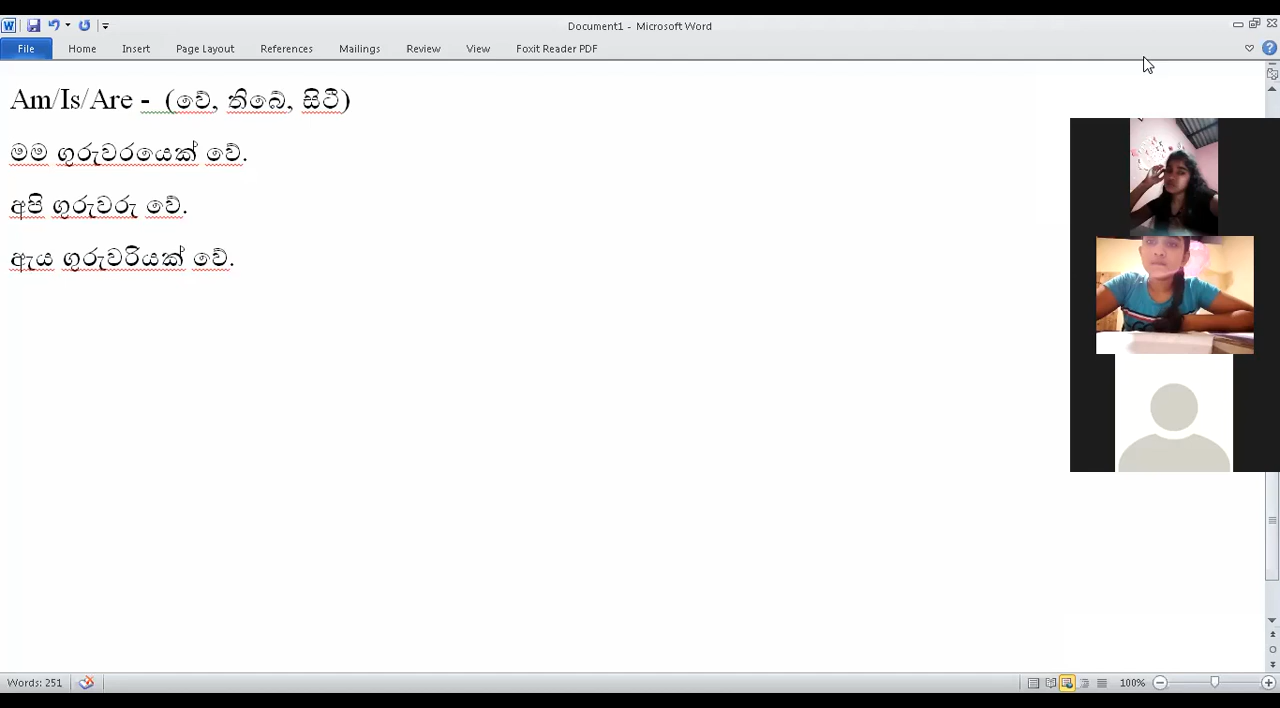 Document1 - Microsoft Word
File Home Insert Page Layout References Mailings Review View Foxit Reader PDF
Am/Is/Are - (වේ, තිබේ, සිටී)
මම ගුරුවරයෙක් වේ.
අපි ගුරුවරු වේ.
ඇය ගුරුවරියක් වේ.
Words: 251 100%